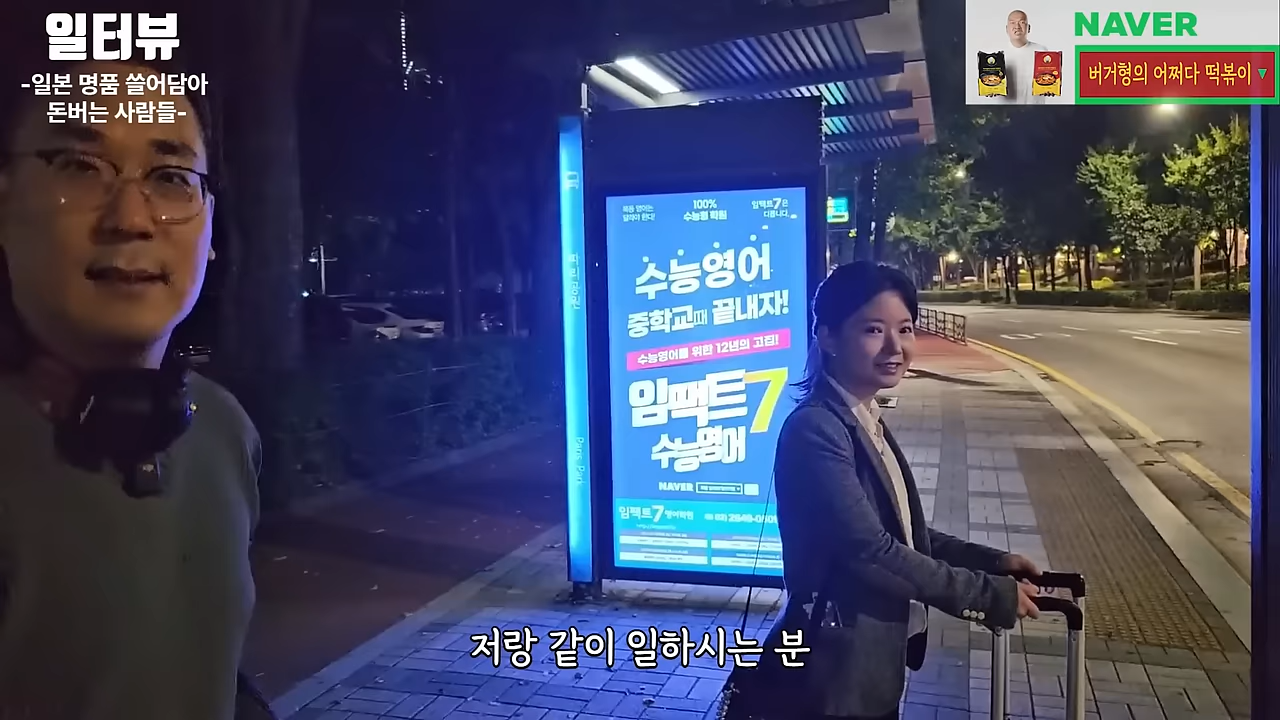 일터뷰
-일본 명품 쓸어담아
돈버는 사람들-
NAVER
버거형의 어쩌다 떡볶이
파리공원
Paris Park
100%
수능형 학원
임팩트7은
다릅니다.
수능영어
중학교때 끝내자!
수능영어를 위한 12년의 고집!
임팩트7
수능영어
NAVER
임팩트7영어학원
저랑 같이 일하시는 분